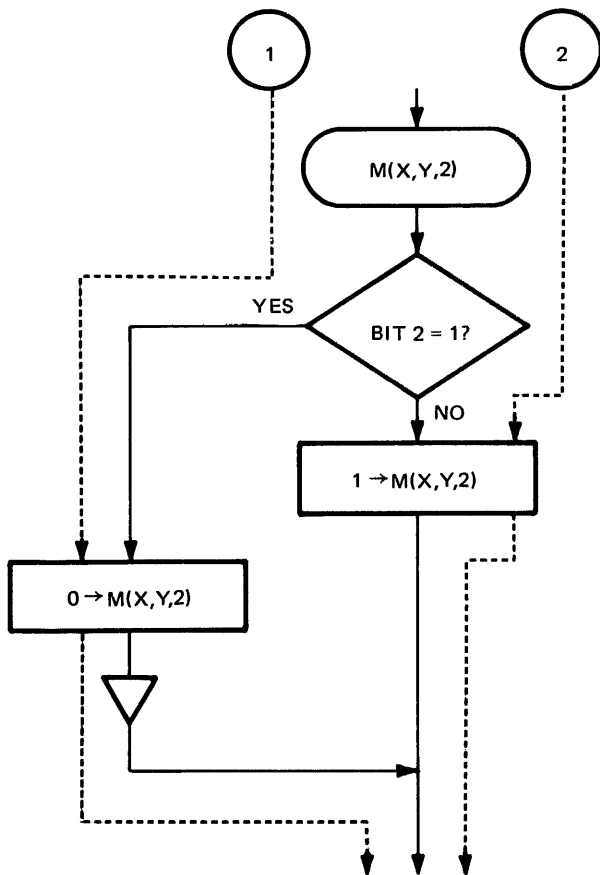 1
2
M(X,Y,2)
YES
BIT 2 = 1?
NO
1 → M(X,Y,2)
0 → M(X,Y,2)